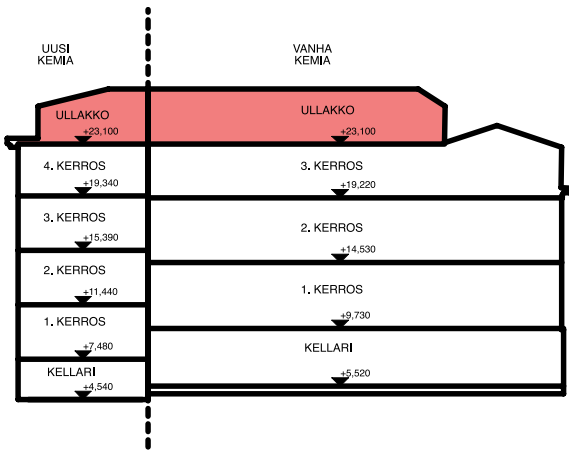 UUSI
KEMIA
VANHA
KEMIA
ULLAKKO
+23,100
ULLAKKO
+23,100
4. KERROS
+19,340
3. KERROS
+19,220
3. KERROS
+15,390
2. KERROS
+14,530
2. KERROS
+11,440
1. KERROS
+9,730
1. KERROS
+7,480
KELLARI
+5,520
KELLARI
+4,540